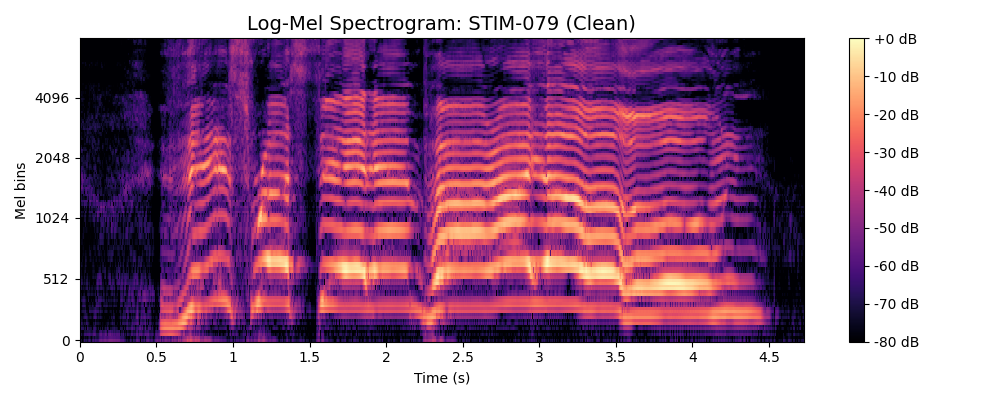 Log-Mel Spectrogram: STIM-079 (Clean)
Mel bins
4096
2048
1024
512
0
0 0.5 1 1.5 2 2.5 3 3.5 4 4.5
Time (s)
+0 dB
-10 dB
-20 dB
-30 dB
-40 dB
-50 dB
-60 dB
-70 dB
-80 dB